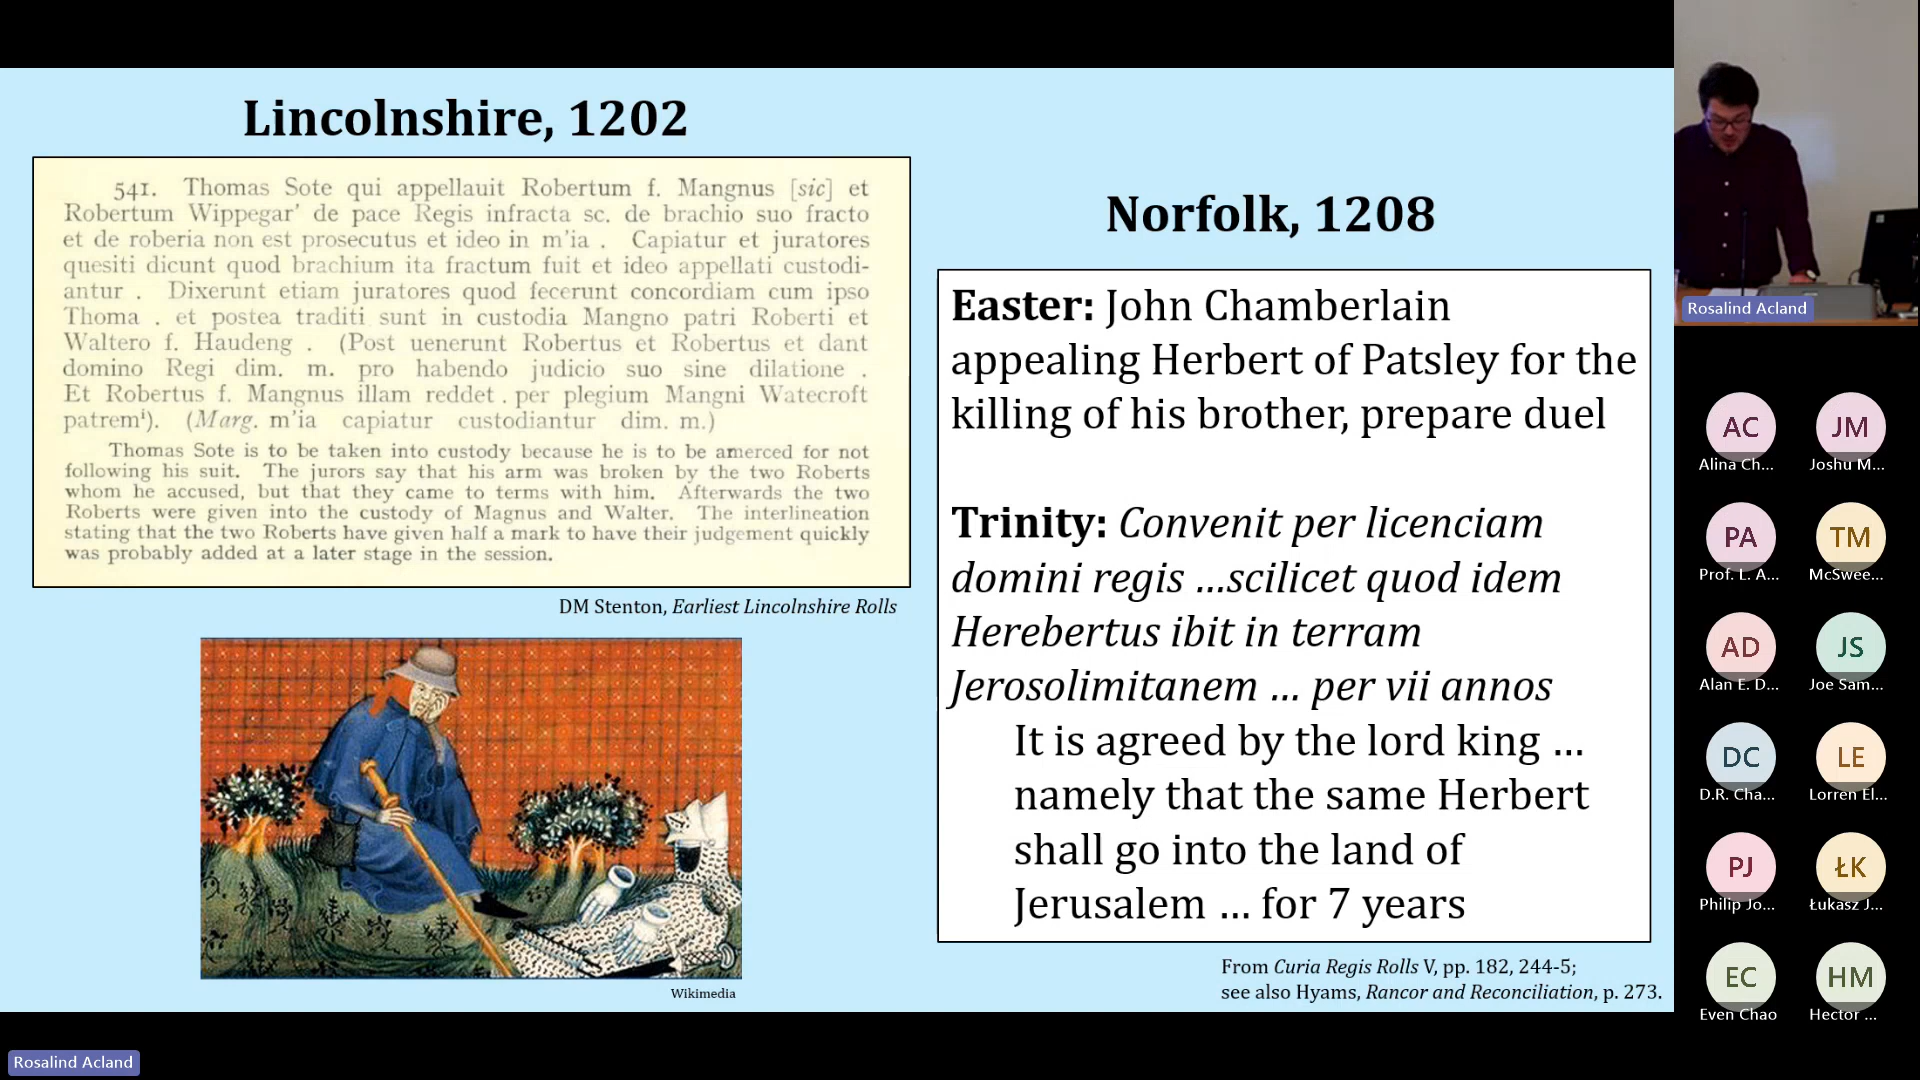 Lincolnshire, 1202
541. Thomas Sote qui appellauit Robertum f. Mangnus [sic] et
Robertum Wippegar' de pace Regis infracta sc. de brachio suo fracto
et de roberia non est prosecutus et ideo in m'ia . Capiatur et juratores
quesiti dicunt quod brachium ita fractum fuit et ideo appellati custodi-
antur . Dixerunt etiam juratores quod fecerunt concordiam cum ipso
Thoma . et postea traditi sunt in custodia Mangno patri Roberti et
Waltero f. Haudeng . (Post uenerunt Robertus et Robertus et dant
domino Regi dim. m. pro habendo judicio suo sine dilatione .
Et Robertus f. Mangnus illam reddet . per plegium Mangni Watecroft
patremⁱ). (Marg. m'ia capiatur custodiantur dim. m.)
Thomas Sote is to be taken into custody because he is to be amerced for not
following his suit. The jurors say that his arm was broken by the two Roberts
whom he accused, but that they came to terms with him. Afterwards the two
Roberts were given into the custody of Magnus and Walter. The interlineation
stating that the two Roberts have given half a mark to have their judgement quickly
was probably added at a later stage in the session.
DM Stenton, Earliest Lincolnshire Rolls
Wikimedia
Norfolk, 1208
Easter: John Chamberlain
appealing Herbert of Patsley for the
killing of his brother, prepare duel
Trinity: Convenit per licenciam
domini regis ...scilicet quod idem
Herebertus ibit in terram
Jerosolimitanem ... per vii annos
It is agreed by the lord king ...
namely that the same Herbert
shall go into the land of
Jerusalem ... for 7 years
From Curia Regis Rolls V, pp. 182, 244-5;
see also Hyams, Rancor and Reconciliation, p. 273.
Rosalind Acland
AC JM
Alina Ch... Joshu M...
PA TM
Prof. L. A... McSwee...
AD JS
Alan E. D... Joe Sam...
DC LE
D.R. Cha... Lorren El...
PJ ŁK
Philip Jo... Łukasz J...
EC HM
Even Chao Hector ...
Rosalind Acland